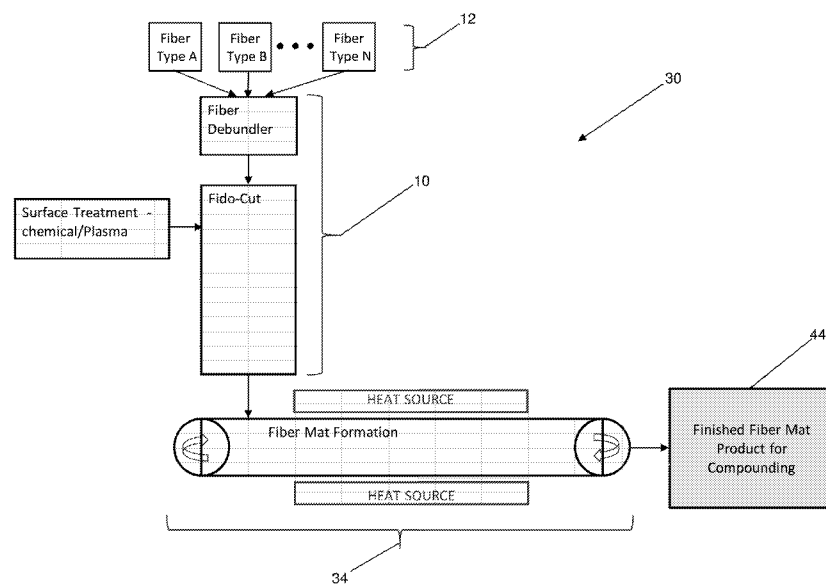 Fiber Type A
Fiber Type B
Fiber Type N
12
30
Fiber
Debundler
10
Fido-Cut
Surface Treatment -
chemical/Plasma
44
HEAT SOURCE
Fiber Mat Formation
Finished Fiber Mat
Product for
Compounding
HEAT SOURCE
34